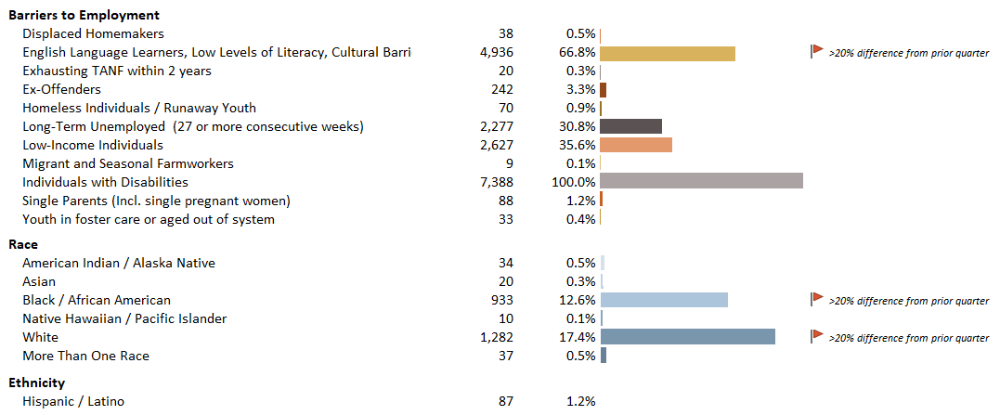 Barriers to Employment
Displaced Homemakers 38 0.5%
English Language Learners, Low Levels of Literacy, Cultural Barri 4,936 66.8% >20% difference from prior quarter
Exhausting TANF within 2 years 20 0.3%
Ex-Offenders 242 3.3%
Homeless Individuals / Runaway Youth 70 0.9%
Long-Term Unemployed (27 or more consecutive weeks) 2,277 30.8%
Low-Income Individuals 2,627 35.6%
Migrant and Seasonal Farmworkers 9 0.1%
Individuals with Disabilities 7,388 100.0%
Single Parents (Incl. single pregnant women) 88 1.2%
Youth in foster care or aged out of system 33 0.4%
Race
American Indian / Alaska Native 34 0.5%
Asian 20 0.3%
Black / African American 933 12.6% >20% difference from prior quarter
Native Hawaiian / Pacific Islander 10 0.1%
White 1,282 17.4% >20% difference from prior quarter
More Than One Race 37 0.5%
Ethnicity
Hispanic / Latino 87 1.2%